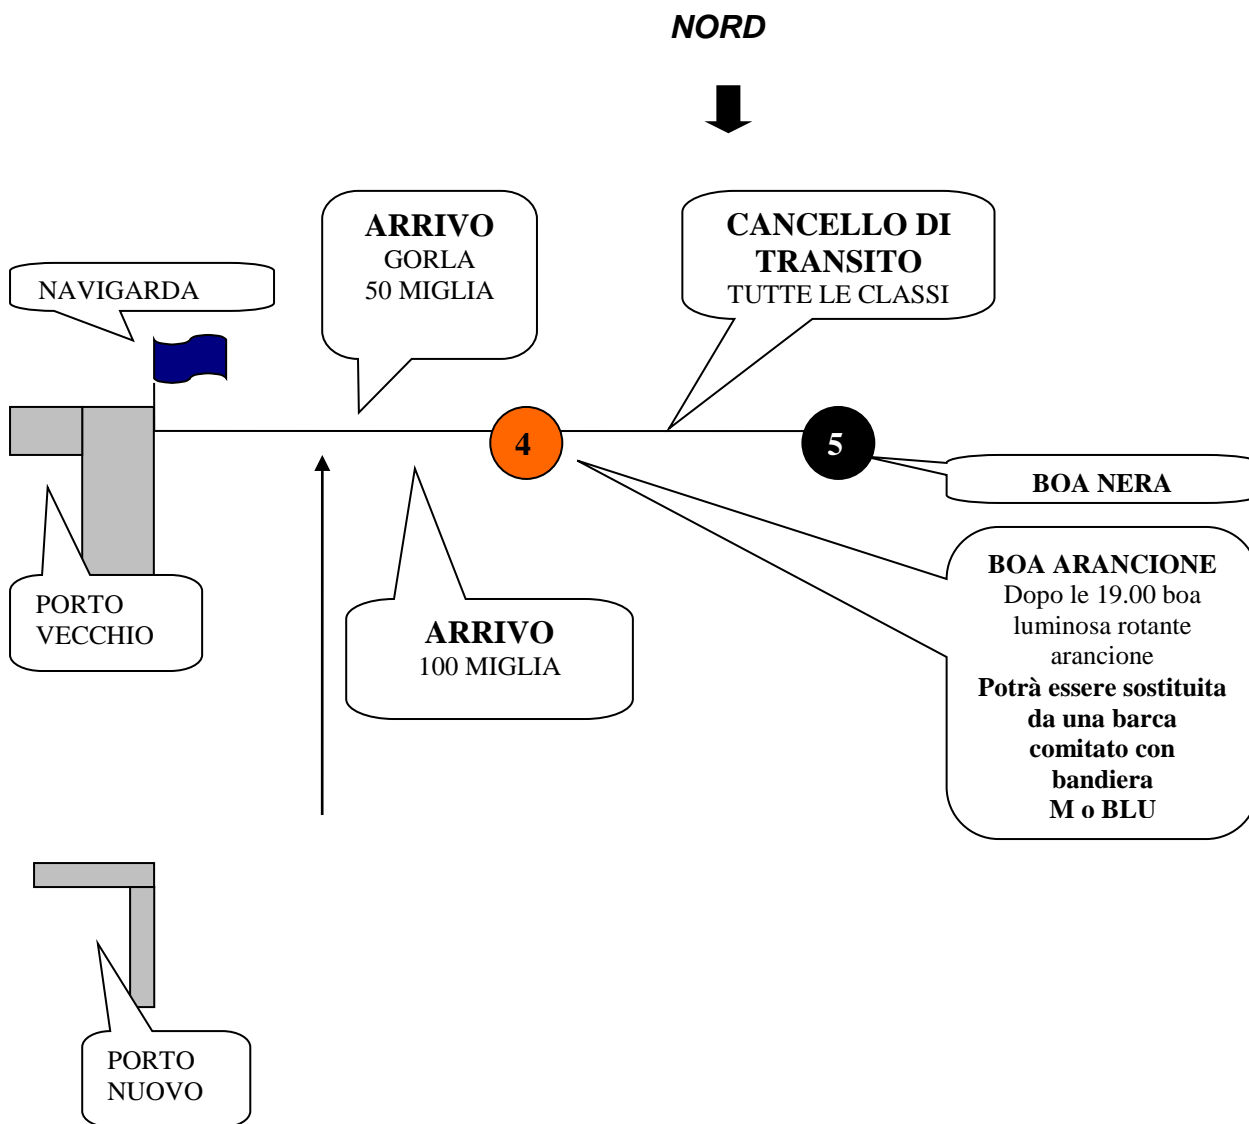 NORD
ARRIVO
GORLA
50 MIGLIA
CANCELLO DI
TRANSITO
TUTTE LE CLASSI
NAVIGARDA
4
5
BOA NERA
PORTO
VECCHIO
ARRIVO
100 MIGLIA
BOA ARANCIONE
Dopo le 19.00 boa
luminosa rotante
arancione
Potrà essere sostituita
da una barca
comitato con
bandiera
M o BLU
PORTO
NUOVO